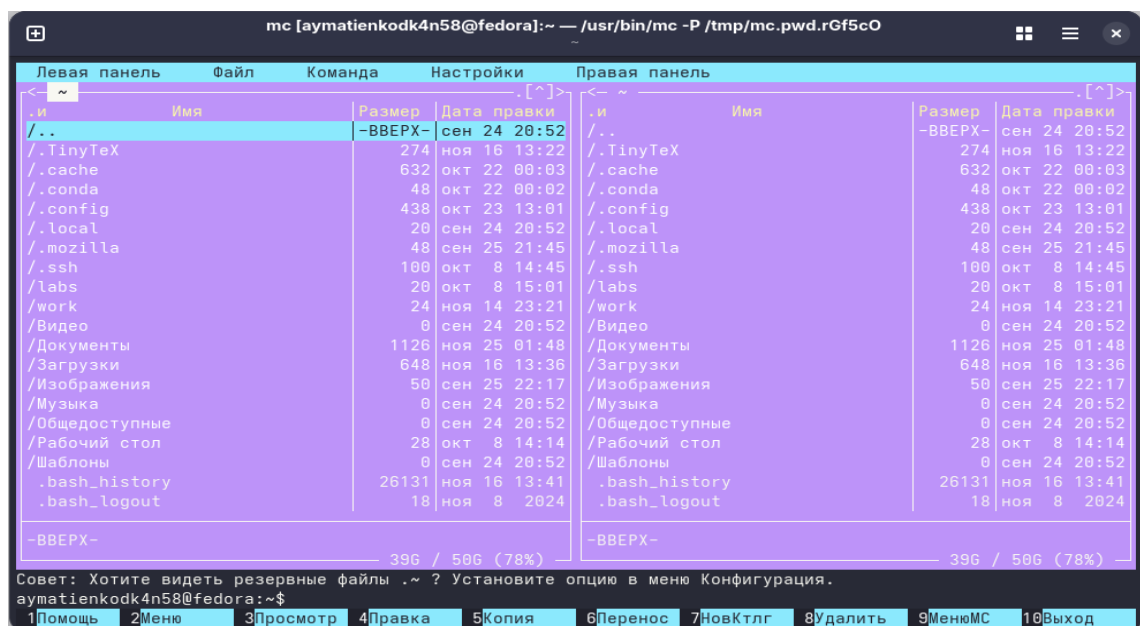 mc [aymatienkodk4n58@fedora]:~ — /usr/bin/mc -P /tmp/mc.pwd.rGf5cO
~
Левая панель Файл Команда Настройки Правая панель
<— ~ .[^]> <— ~ .[^]>
.и Имя Размер Дата правки .и Имя Размер Дата правки
/.. -ВВЕРХ- сен 24 20:52 /.. -ВВЕРХ- сен 24 20:52
/.TinyTeX 274 ноя 16 13:22 /.TinyTeX 274 ноя 16 13:22
/.cache 632 окт 22 00:03 /.cache 632 окт 22 00:03
/.conda 48 окт 22 00:02 /.conda 48 окт 22 00:02
/.config 438 окт 23 13:01 /.config 438 окт 23 13:01
/.local 20 сен 24 20:52 /.local 20 сен 24 20:52
/.mozilla 48 сен 25 21:45 /.mozilla 48 сен 25 21:45
/.ssh 100 окт 8 14:45 /.ssh 100 окт 8 14:45
/labs 20 окт 8 15:01 /labs 20 окт 8 15:01
/work 24 ноя 14 23:21 /work 24 ноя 14 23:21
/Видео 0 сен 24 20:52 /Видео 0 сен 24 20:52
/Документы 1126 ноя 25 01:48 /Документы 1126 ноя 25 01:48
/Загрузки 648 ноя 16 13:36 /Загрузки 648 ноя 16 13:36
/Изображения 50 сен 25 22:17 /Изображения 50 сен 25 22:17
/Музыка 0 сен 24 20:52 /Музыка 0 сен 24 20:52
/Общедоступные 0 сен 24 20:52 /Общедоступные 0 сен 24 20:52
/Рабочий стол 28 окт 8 14:14 /Рабочий стол 28 окт 8 14:14
/Шаблоны 0 сен 24 20:52 /Шаблоны 0 сен 24 20:52
.bash_history 26131 ноя 16 13:41 .bash_history 26131 ноя 16 13:41
.bash_logout 18 ноя 8 2024 .bash_logout 18 ноя 8 2024
-ВВЕРХ- -ВВЕРХ-
39G / 50G (78%) 39G / 50G (78%)
Совет: Хотите видеть резервные файлы .~ ? Установите опцию в меню Конфигурация.
aymatienkodk4n58@fedora:~$
1Помощь 2Меню 3Просмотр 4Правка 5Копия 6Перенос 7НовКтлг 8Удалить 9МенюМС 10Выход